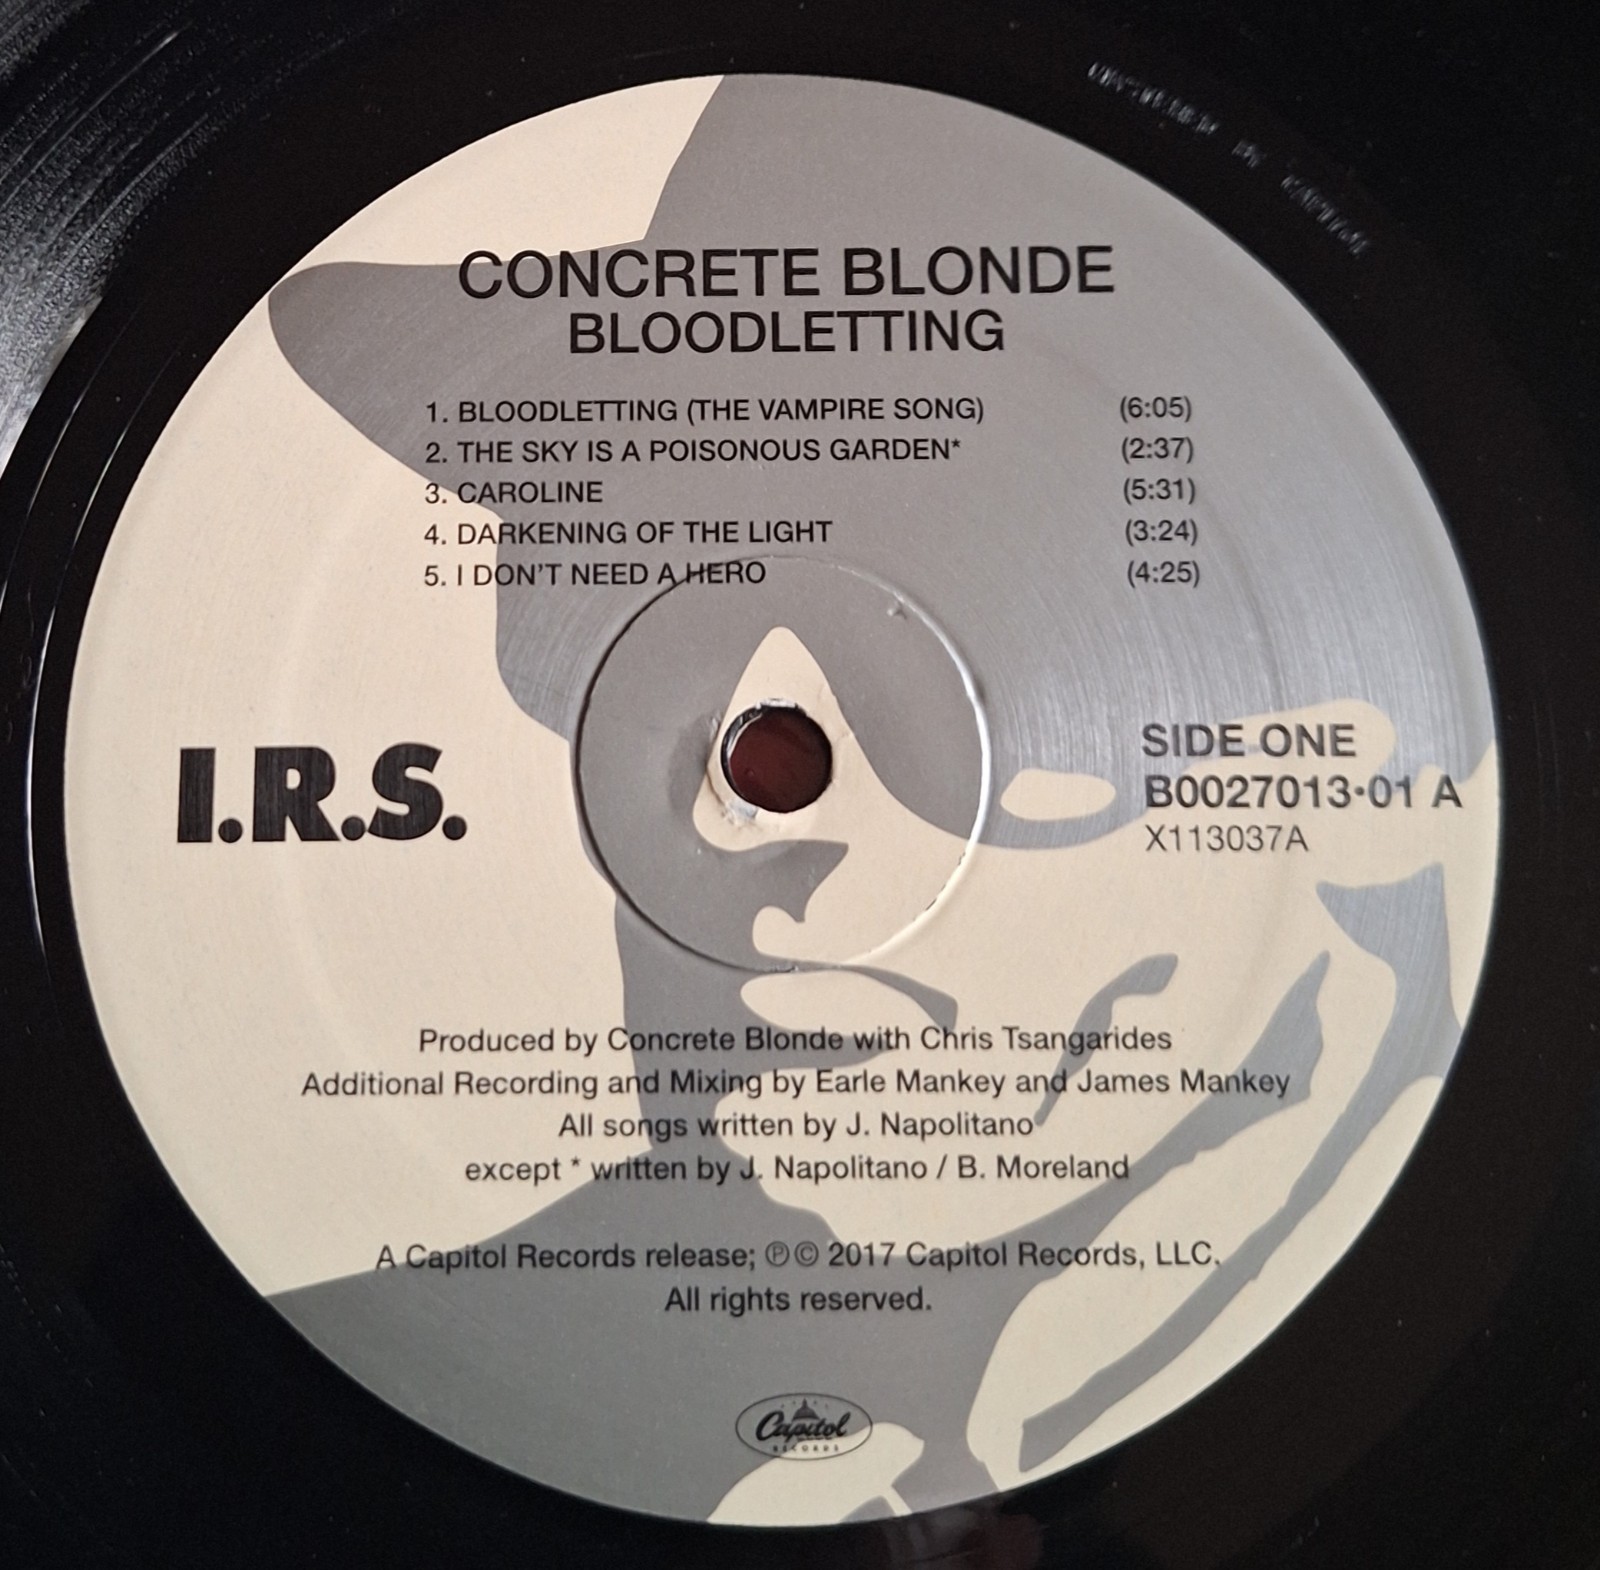 CONCRETE BLONDE
BLOODLETTING
1. BLOODLETTING (THE VAMPIRE SONG) (6:05)
2. THE SKY IS A POISONOUS GARDEN* (2:37)
3. CAROLINE (5:31)
4. DARKENING OF THE LIGHT (3:24)
5. I DON'T NEED A HERO (4:25)
I.R.S.
SIDE ONE
B0027013•01 A
X113037A
Produced by Concrete Blonde with Chris Tsangarides
Additional Recording and Mixing by Earle Mankey and James Mankey
All songs written by J. Napolitano
except * written by J. Napolitano / B. Moreland
A Capitol Records release; ℗© 2017 Capitol Records, LLC.
All rights reserved.
Capitol
RECORDS